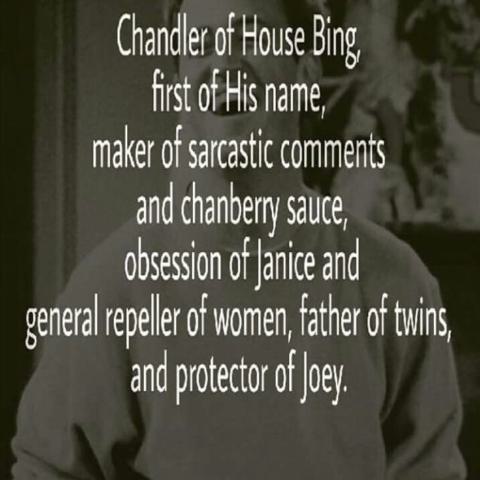 Chandler of House Bing,
first of His name,
maker of sarcastic comments
and chanberry sauce,
obsession of Janice and
general repeller of women, father of twins,
and protector of Joey.